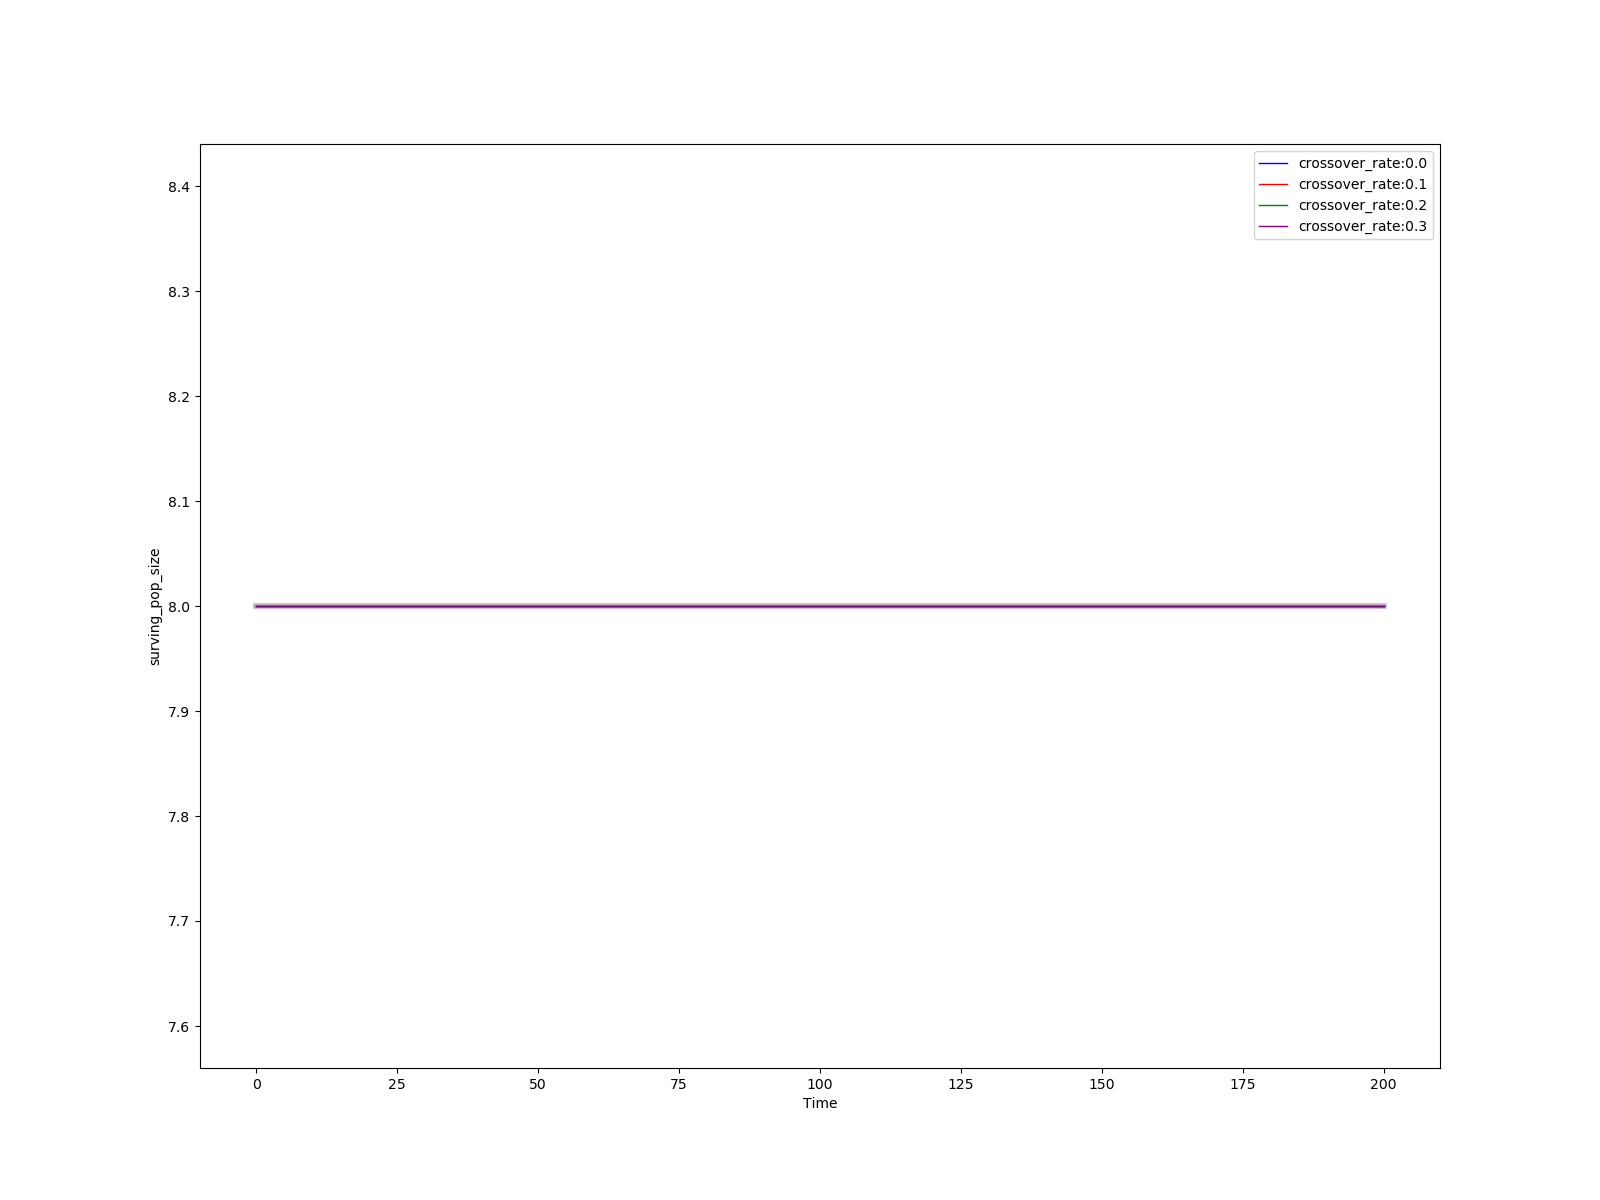 crossover_rate:0.0
crossover_rate:0.1
crossover_rate:0.2
crossover_rate:0.3
8.4
8.3
8.2
8.1
8.0
7.9
7.8
7.7
7.6
surving_pop_size
0 25 50 75 100 125 150 175 200
Time